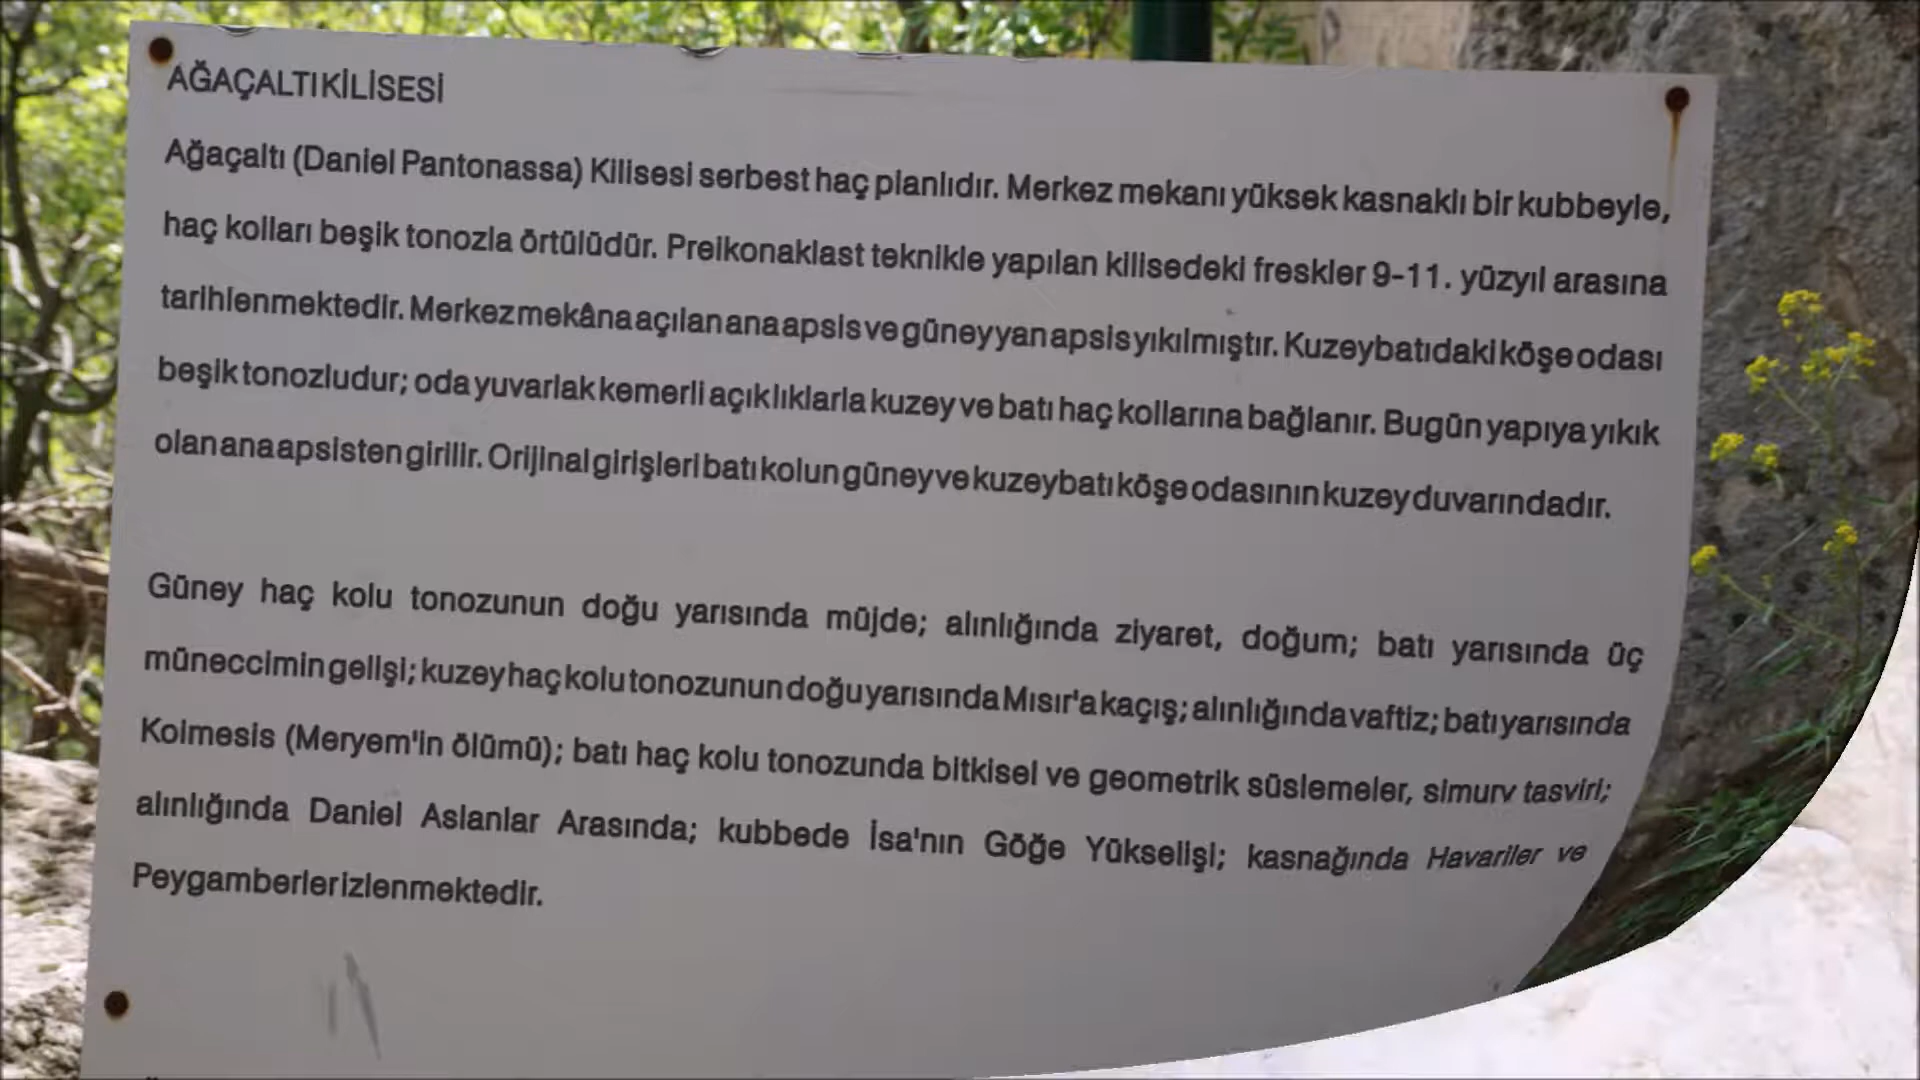 AĞAÇALTI KİLİSESİ
Ağaçaltı (Daniel Pantonassa) Kilisesi serbest haç planlıdır. Merkez mekanı yüksek kasnaklı bir kubbeyle,
haç kolları beşik tonozla örtülüdür. Preikonaklast teknikle yapılan kilisedeki freskler 9-11. yüzyıl arasına
tarihlenmektedir. Merkez mekâna açılan ana apsis ve güney yan apsis yıkılmıştır. Kuzeybatıdaki köşe odası
beşik tonozludur; oda yuvarlak kemerli açıklıklarla kuzey ve batı haç kollarına bağlanır. Bugün yapıya yıkık
olan ana apsisten girilir. Orijinal girişleri batı kolun güney ve kuzeybatı köşe odasının kuzey duvarındadır.
Güney haç kolu tonozunun doğu yarısında müjde; alınlığında ziyaret, doğum; batı yarısında üç
müneccimin gelişi; kuzey haç kolu tonozunun doğu yarısında Mısır'a kaçış; alınlığında vaftiz; batı yarısında
Koimesis (Meryem'in ölümü); batı haç kolu tonozunda bitkisel ve geometrik süslemeler, simurv tasviri;
alınlığında Daniel Aslanlar Arasında; kubbede İsa'nın Göğe Yükselişi; kasnağında Havariler ve
Peygamberler izlenmektedir.